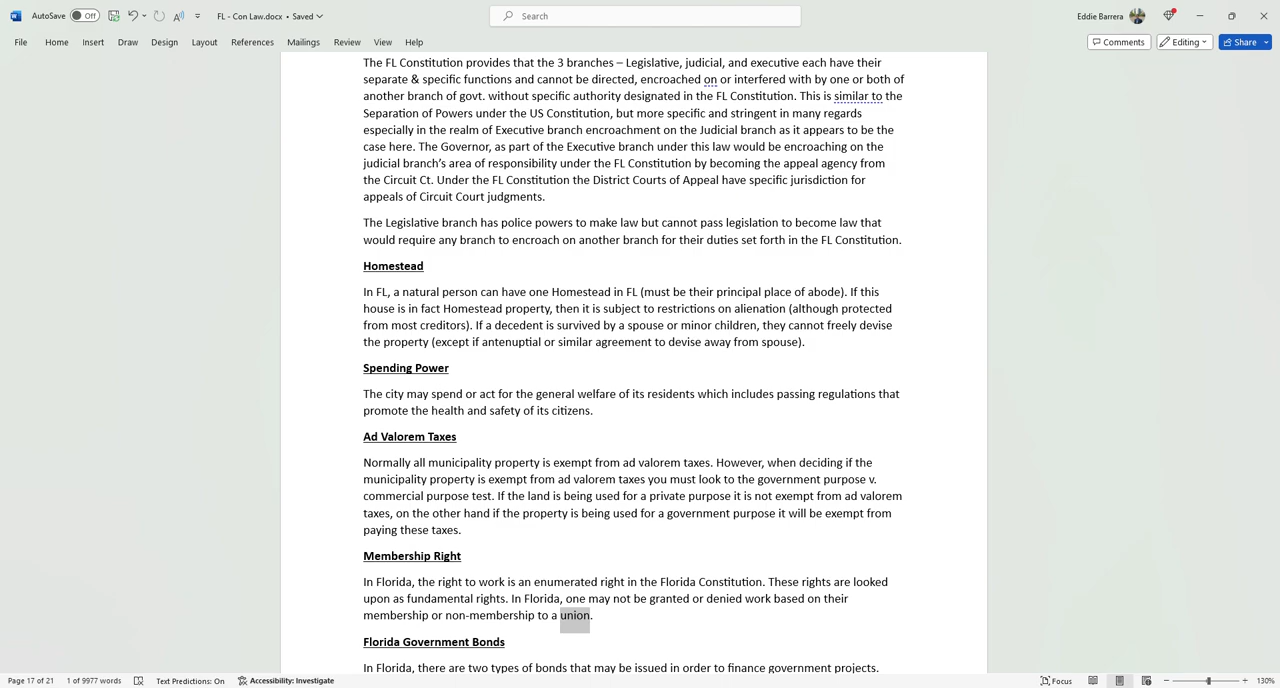 AutoSave Off FL - Con Law.docx • Saved Search Eddie Barrera
File Home Insert Draw Design Layout References Mailings Review View Help Comments Editing Share
The FL Constitution provides that the 3 branches – Legislative, judicial, and executive each have their
separate & specific functions and cannot be directed, encroached on or interfered with by one or both of
another branch of govt. without specific authority designated in the FL Constitution. This is similar to the
Separation of Powers under the US Constitution, but more specific and stringent in many regards
especially in the realm of Executive branch encroachment on the Judicial branch as it appears to be the
case here. The Governor, as part of the Executive branch under this law would be encroaching on the
judicial branch's area of responsibility under the FL Constitution by becoming the appeal agency from
the Circuit Ct. Under the FL Constitution the District Courts of Appeal have specific jurisdiction for
appeals of Circuit Court judgments.
The Legislative branch has police powers to make law but cannot pass legislation to become law that
would require any branch to encroach on another branch for their duties set forth in the FL Constitution.
Homestead
In FL, a natural person can have one Homestead in FL (must be their principal place of abode). If this
house is in fact Homestead property, then it is subject to restrictions on alienation (although protected
from most creditors). If a decedent is survived by a spouse or minor children, they cannot freely devise
the property (except if antenuptial or similar agreement to devise away from spouse).
Spending Power
The city may spend or act for the general welfare of its residents which includes passing regulations that
promote the health and safety of its citizens.
Ad Valorem Taxes
Normally all municipality property is exempt from ad valorem taxes. However, when deciding if the
municipality property is exempt from ad valorem taxes you must look to the government purpose v.
commercial purpose test. If the land is being used for a private purpose it is not exempt from ad valorem
taxes, on the other hand if the property is being used for a government purpose it will be exempt from
paying these taxes.
Membership Right
In Florida, the right to work is an enumerated right in the Florida Constitution. These rights are looked
upon as fundamental rights. In Florida, one may not be granted or denied work based on their
membership or non-membership to a union.
Florida Government Bonds
In Florida, there are two types of bonds that may be issued in order to finance government projects.
Page 17 of 21 1 of 9977 words Text Predictions: On Accessibility: Investigate Focus 130%